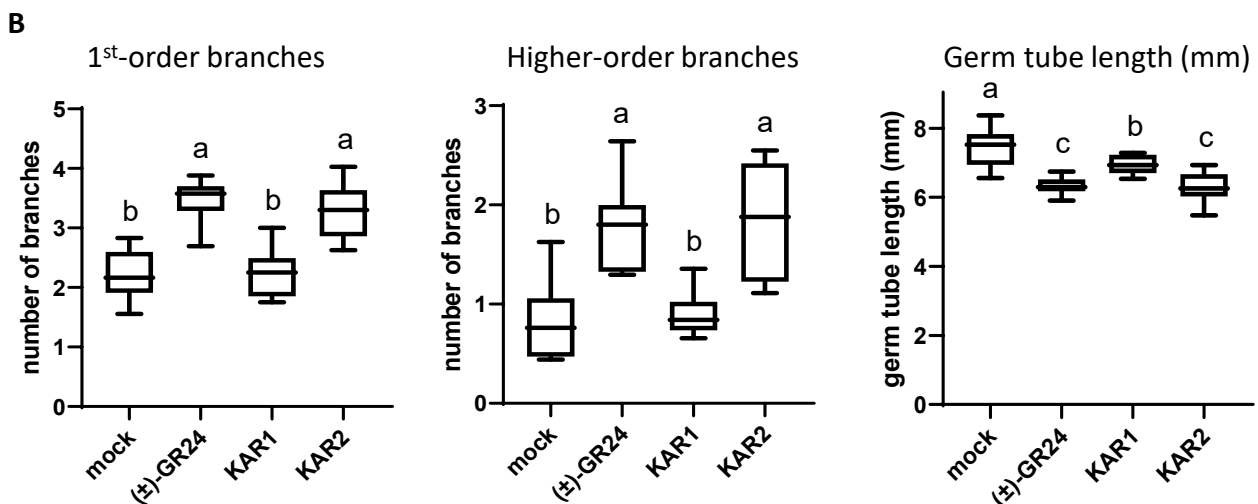 B
1st-order branches
number of branches
5
4
3
2
1
0
b
a
b
a
mock
(±)-GR24
KAR1
KAR2
Higher-order branches
number of branches
3
2
1
0
b
a
b
a
mock
(±)-GR24
KAR1
KAR2
Germ tube length (mm)
germ tube length (mm)
8
6
4
2
0
a
c
b
c
mock
(±)-GR24
KAR1
KAR2